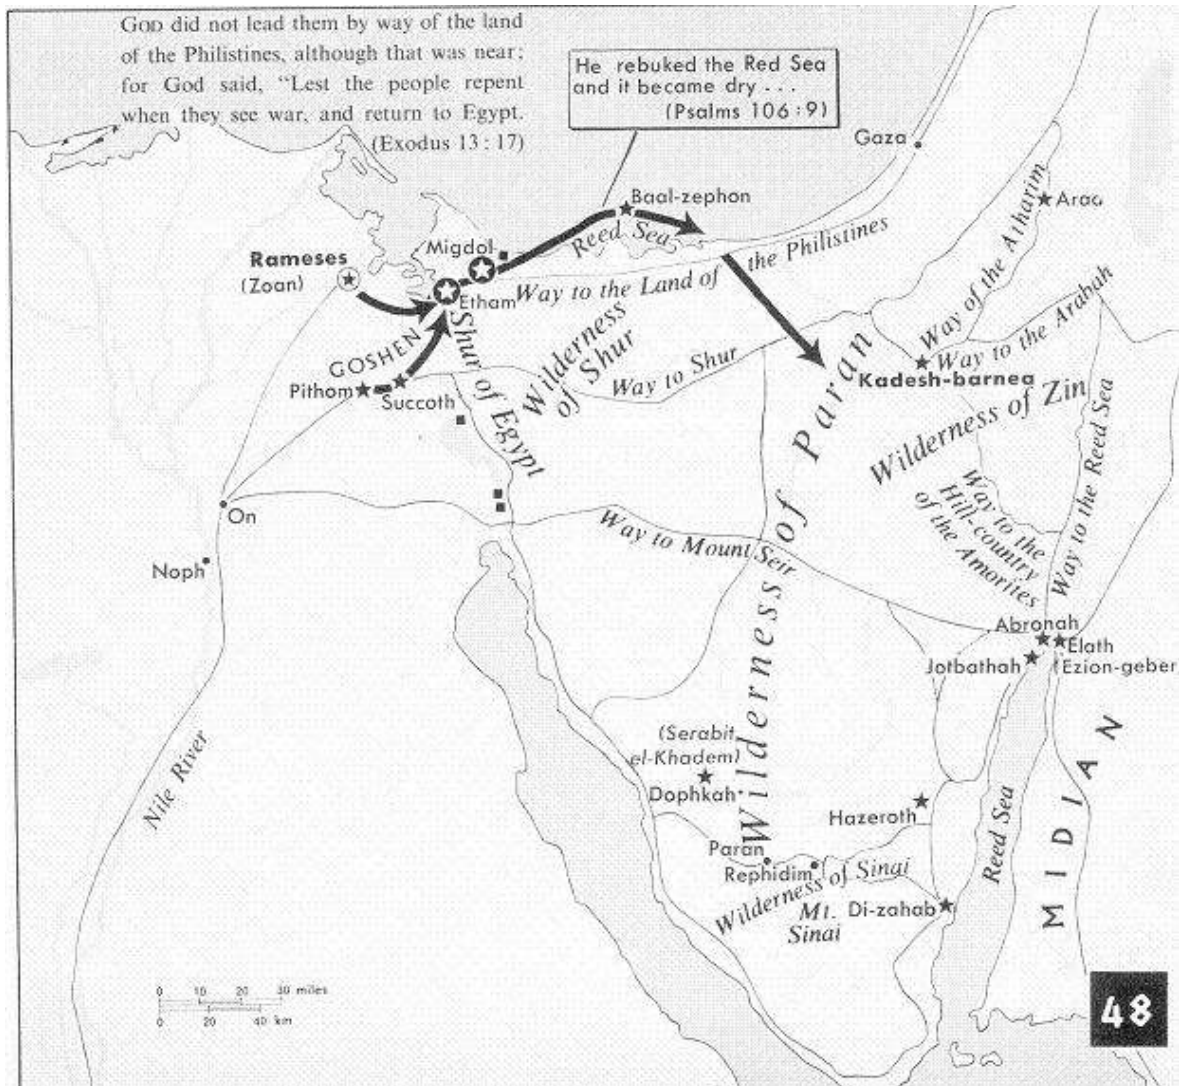 GOD did not lead them by way of the land
of the Philistines, although that was near;
for God said, “Lest the people repent
when they see war, and return to Egypt.
(Exodus 13 : 17)
He rebuked the Red Sea
and it became dry ...
(Psalms 106 : 9)
Gaza
Baal-zephon
Arad
Reed Sea
Migdol
Rameses
(Zoan)
Etham
Way to the Land of
the Philistines
Way of the Atharim
Way to the Arabah
Kadesh-barnea
GOSHEN
Pithom
Succoth
Shur of Egypt
Wilderness
of Shur
Way to Shur
Wilderness of Paran
Wilderness of Zin
Way to the Reed Sea
Way to the
Hill-country
of the Amorites
On
Noph
Way to Mount Seir
Abronah
Elath
Jotbathah
Ezion-geber
Nile River
(Serabit
el-Khadem)
Dophkah
Hazeroth
Paran
Rephidim
Wilderness of Sinai
Mt.
Sinai
Di-zahab
Reed Sea
MIDIAN
0 10 20 30 miles
0 20 40 km
48